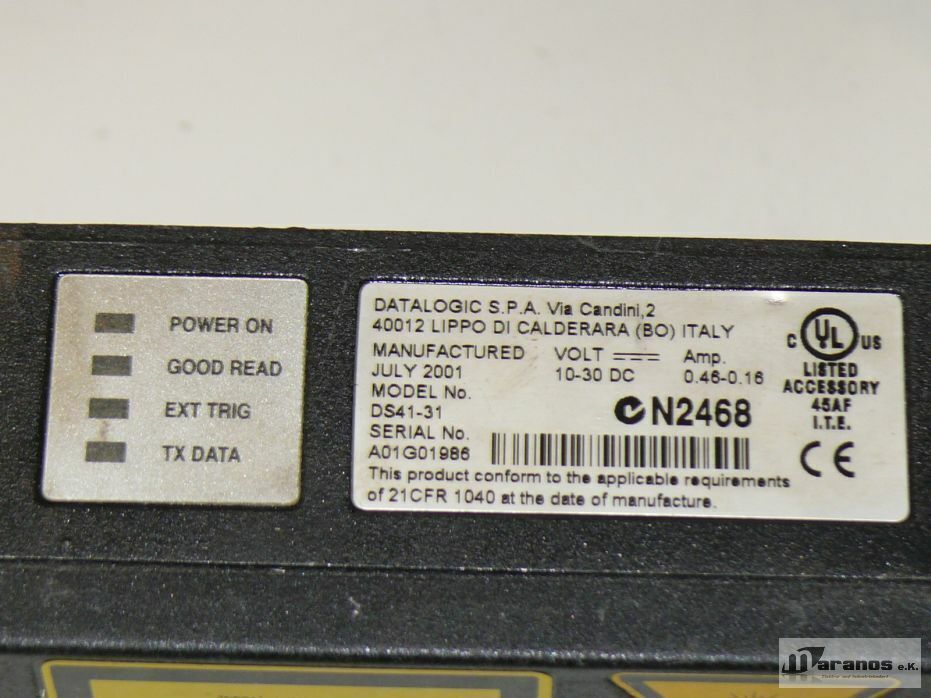 POWER ON
GOOD READ
EXT TRIG
TX DATA
DATALOGIC S.P.A. Via Candini,2
40012 LIPPO DI CALDERARA (BO) ITALY
MANUFACTURED
JULY 2001
VOLT
10-30 DC
Amp.
0.46-0.16
MODEL No.
DS41-31
N2468
SERIAL No.
A01G01986
This product conform to the applicable requirements
of 21CFR 1040 at the date of manufacture.
C UL US
LISTED
ACCESSORY
45AF
I.T.E.
CE
Maranos e.K.